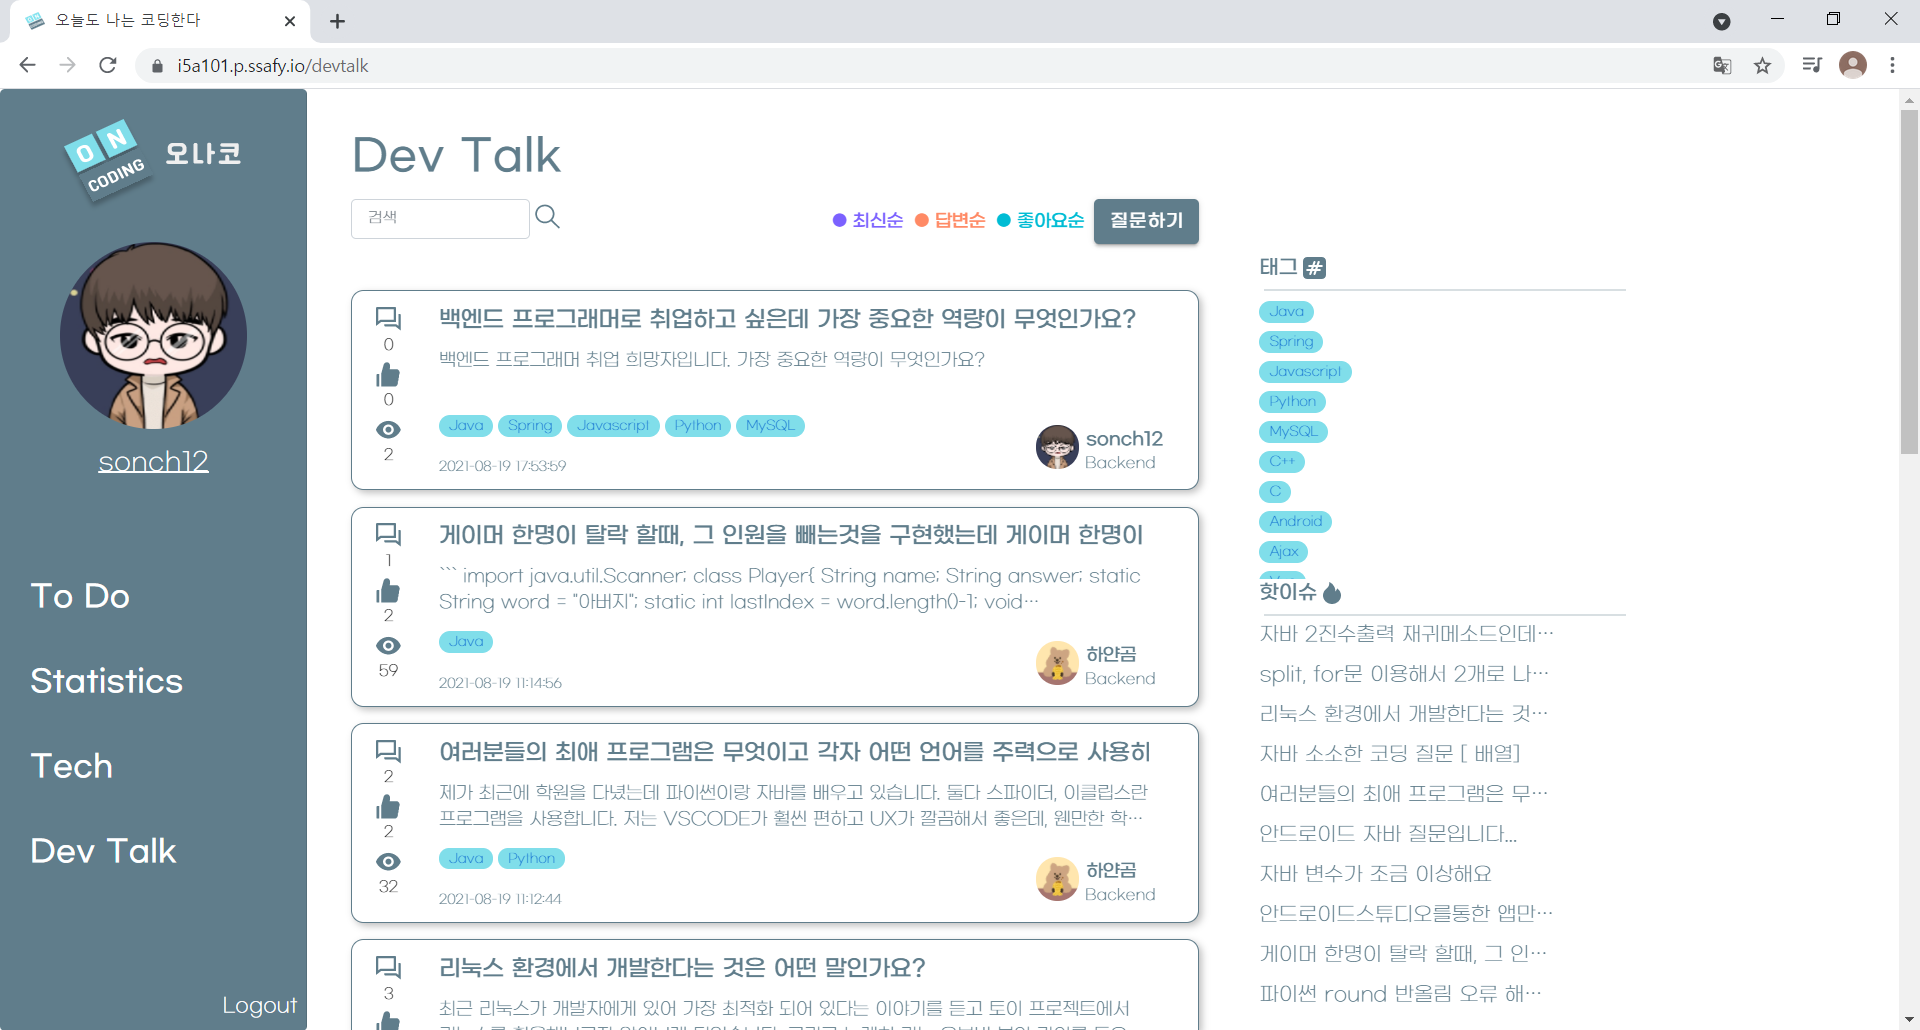 오늘도 나는 코딩한다
i5a101.p.ssafy.io/devtalk
ON
CODING
오나코
sonch12
To Do
Statistics
Tech
Dev Talk
Logout
Dev Talk
검색
최신순 답변순 좋아요순 질문하기
백엔드 프로그래머로 취업하고 싶은데 가장 중요한 역량이 무엇인가요?
0
백엔드 프로그래머 취업 희망자입니다. 가장 중요한 역량이 무엇인가요?
0
Java Spring Javascript Python MySQL
2
2021-08-19 17:53:59
sonch12
Backend
게이머 한명이 탈락 할때, 그 인원을 빼는것을 구현했는데 게이머 한명이
1
``` import java.util.Scanner; class Player{ String name; String answer; static
String word = "아버지"; static int lastIndex = word.length()-1; void…
2
Java
59
2021-08-19 11:14:56
하얀곰
Backend
여러분들의 최애 프로그램은 무엇이고 각자 어떤 언어를 주력으로 사용히
2
제가 최근에 학원을 다녔는데 파이썬이랑 자바를 배우고 있습니다. 둘다 스파이더, 이클립스란
프로그램을 사용합니다. 저는 VSCODE가 훨씬 편하고 UX가 깔끔해서 좋은데, 웬만한 학…
2
Java Python
32
2021-08-19 11:12:44
하얀곰
Backend
리눅스 환경에서 개발한다는 것은 어떤 말인가요?
3
최근 리눅스가 개발자에게 있어 가장 최적화 되어 있다는 이야기를 듣고 토이 프로젝트에서
태그 #
Java
Spring
Javascript
Python
MySQL
C++
C
Android
Ajax
핫이슈
자바 2진수출력 재귀메소드인데…
split, for문 이용해서 2개로 나…
리눅스 환경에서 개발한다는 것…
자바 소소한 코딩 질문 [ 배열]
여러분들의 최애 프로그램은 무…
안드로이드 자바 질문입니다...
자바 변수가 조금 이상해요
안드로이드스튜디오를통한 앱만…
게이머 한명이 탈락 할때, 그 인…
파이썬 round 반올림 오류 해…